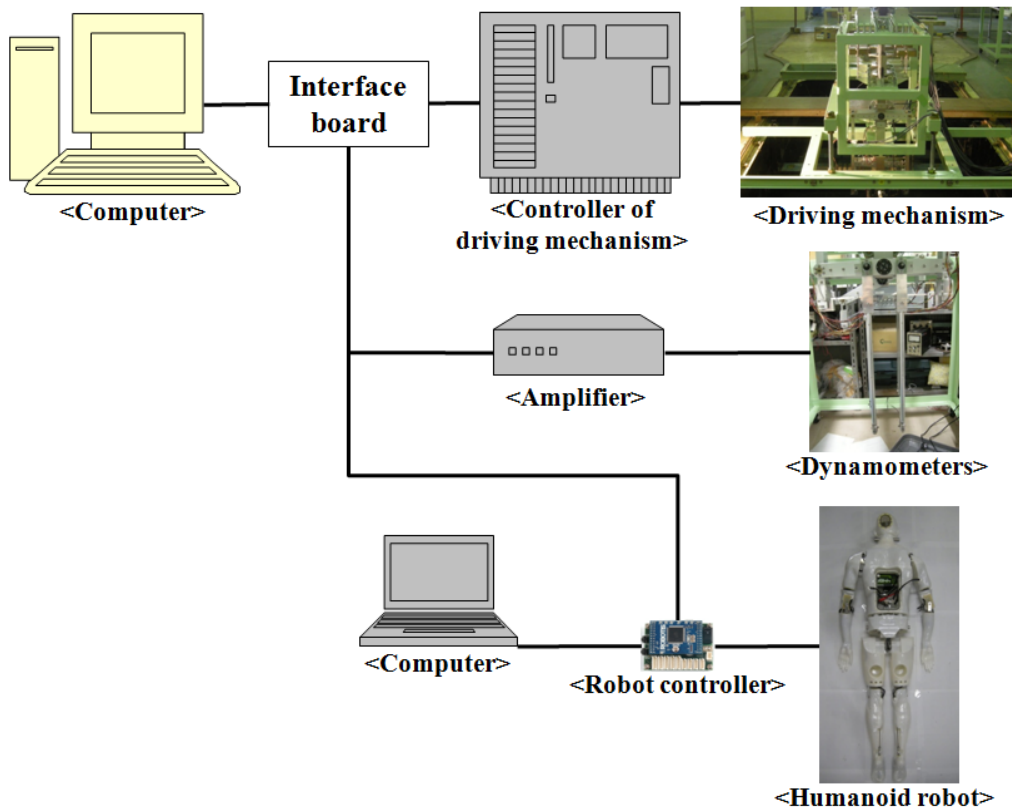 Interface
board
<Computer>
<Controller of
driving mechanism>
<Driving mechanism>
<Amplifier>
<Dynamometers>
<Computer>
<Robot controller>
<Humanoid robot>